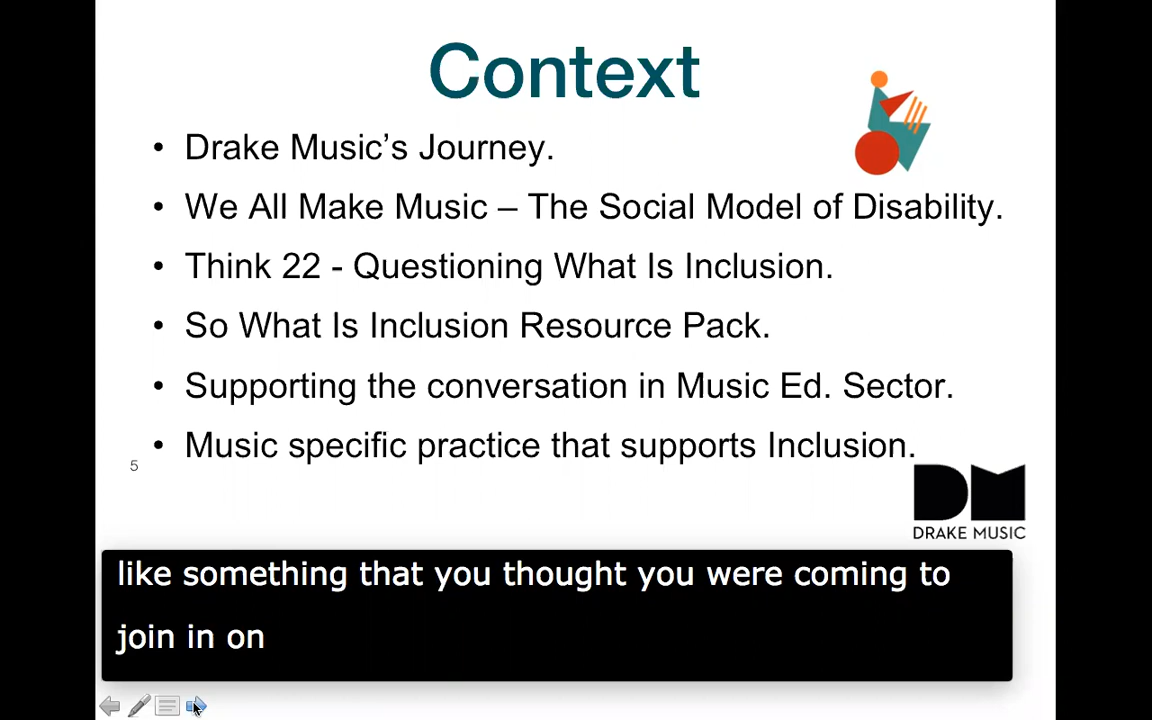 Context
• Drake Music’s Journey.
• We All Make Music – The Social Model of Disability.
• Think 22 - Questioning What Is Inclusion.
• So What Is Inclusion Resource Pack.
• Supporting the conversation in Music Ed. Sector.
• Music specific practice that supports Inclusion.
5
DM
DRAKE MUSIC
like something that you thought you were coming to
join in on